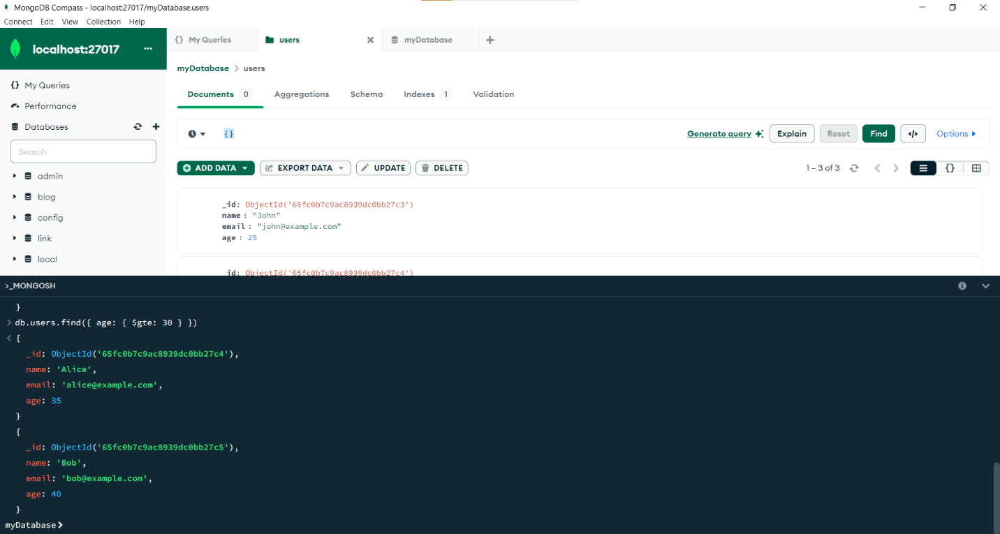 MongoDB Compass - localhost:27017/myDatabase.users
Connect Edit View Collection Help
localhost:27017 ...
{} My Queries
users
myDatabase
myDatabase > users
{} My Queries
Performance
Databases
Search
admin
blog
config
link
local
Documents 0 Aggregations Schema Indexes 1 Validation
{} Generate query Explain Reset Find </> Options
ADD DATA EXPORT DATA UPDATE DELETE 1 – 3 of 3 {}
_id: ObjectId('65fc0b7c9ac8939dc0bb27c3')
name : "John"
email : "john@example.com"
age : 25
_id: ObjectId('65fc0b7c9ac8939dc0bb27c4')
>_MONGOSH
}
> db.users.find({ age: { $gte: 30 } })
< {
_id: ObjectId('65fc0b7c9ac8939dc0bb27c4'),
name: 'Alice',
email: 'alice@example.com',
age: 35
}
{
_id: ObjectId('65fc0b7c9ac8939dc0bb27c5'),
name: 'Bob',
email: 'bob@example.com',
age: 40
}
myDatabase>